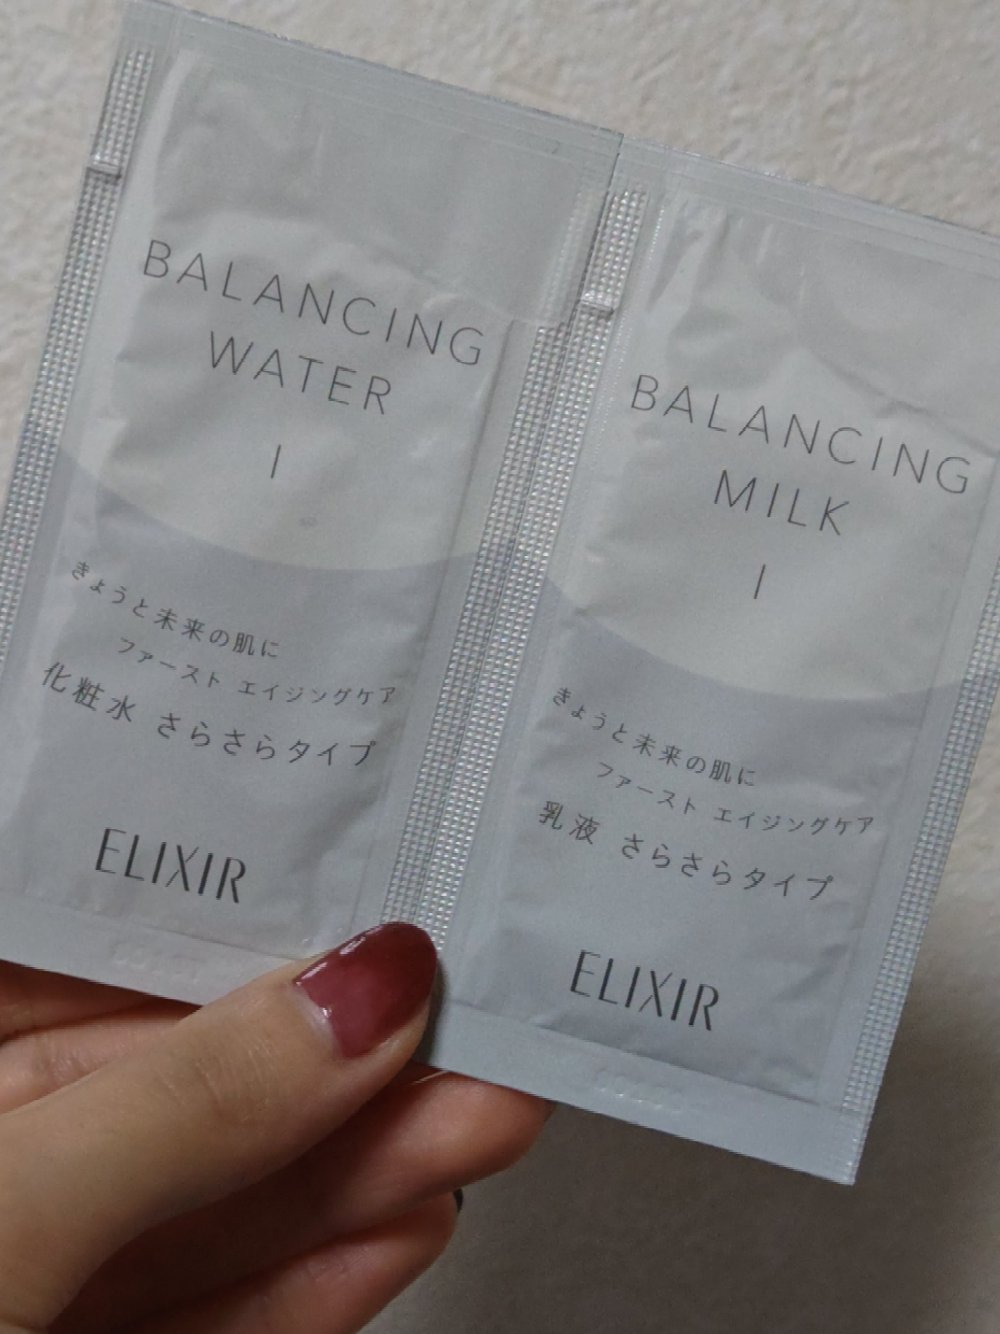 BALANCING
WATER
I
きょうと未来の肌に
ファースト エイジングケア
化粧水 さらさらタイプ
ELIXIR
BALANCING
MILK
I
きょうと未来の肌に
ファースト エイジングケア
乳液 さらさらタイプ
ELIXIR